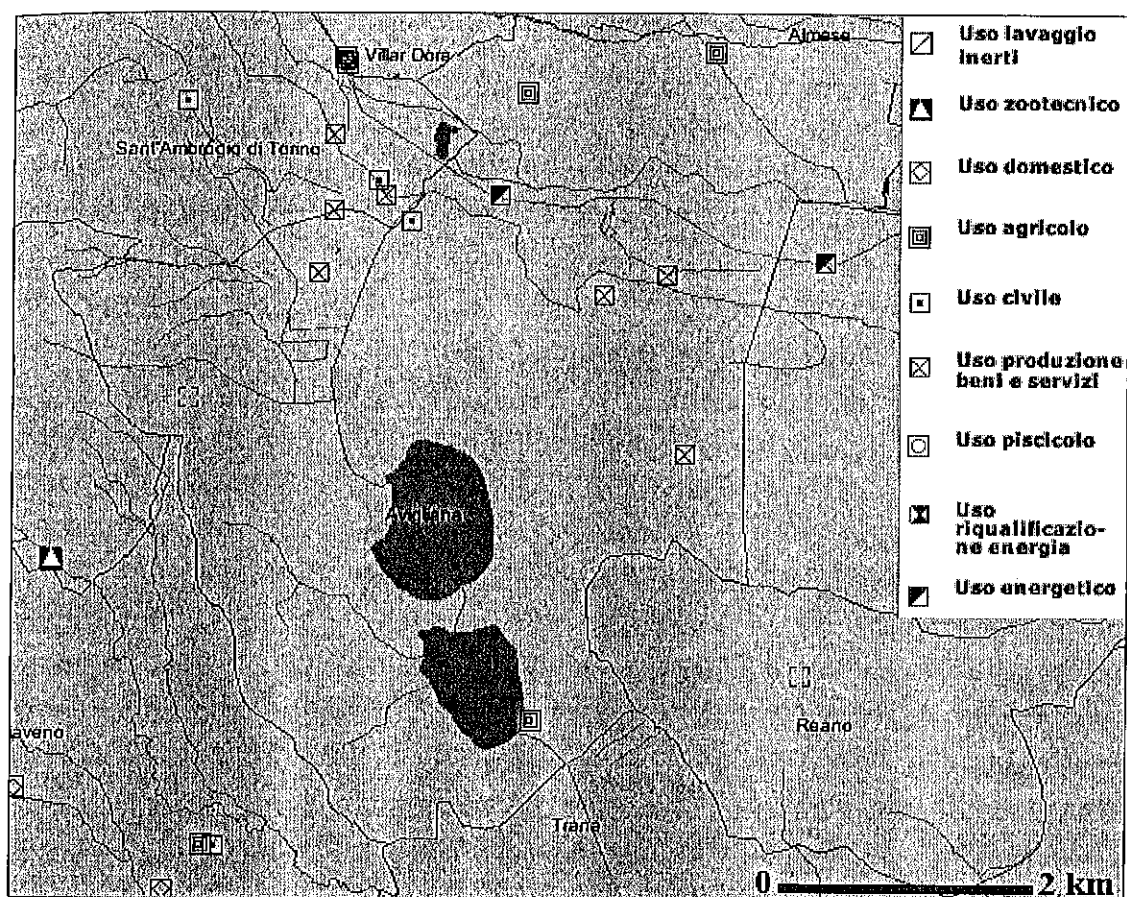 Villar Dora
Almese
Sant'Ambrogio di Torino
Avigliana
aveno
Reano
Trana
Uso lavaggio
inerti
Uso zootecnico
Uso domestico
Uso agricolo
Uso civile
Uso produzione
beni e servizi
Uso piscicolo
Uso
riqualificazio-
ne energia
Uso energetico
0
2 km